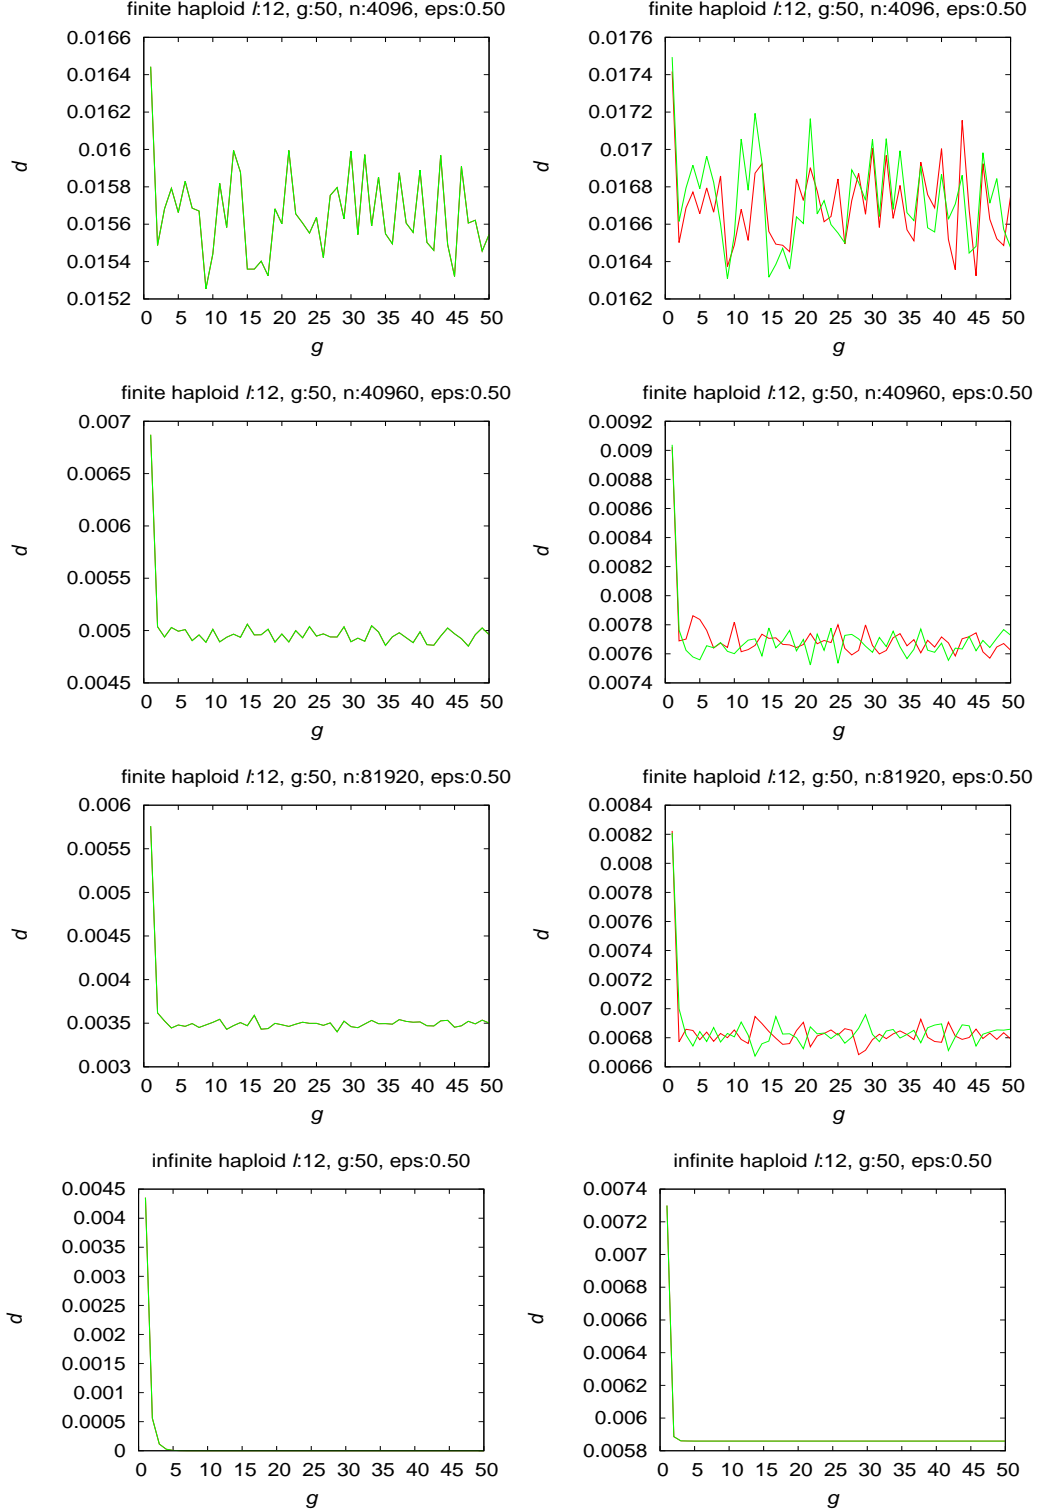 finite haploid l:12, g:50, n:4096, eps:0.50
0.0166
0.0164
0.0162
0.016
0.0158
0.0156
0.0154
0.0152
d
0 5 10 15 20 25 30 35 40 45 50
g
finite haploid l:12, g:50, n:4096, eps:0.50
0.0176
0.0174
0.0172
0.017
0.0168
0.0166
0.0164
0.0162
d
0 5 10 15 20 25 30 35 40 45 50
g
finite haploid l:12, g:50, n:40960, eps:0.50
0.007
0.0065
0.006
0.0055
0.005
0.0045
d
0 5 10 15 20 25 30 35 40 45 50
g
finite haploid l:12, g:50, n:40960, eps:0.50
0.0092
0.009
0.0088
0.0086
0.0084
0.0082
0.008
0.0078
0.0076
0.0074
d
0 5 10 15 20 25 30 35 40 45 50
g
finite haploid l:12, g:50, n:81920, eps:0.50
0.006
0.0055
0.005
0.0045
0.004
0.0035
0.003
d
0 5 10 15 20 25 30 35 40 45 50
g
finite haploid l:12, g:50, n:81920, eps:0.50
0.0084
0.0082
0.008
0.0078
0.0076
0.0074
0.0072
0.007
0.0068
0.0066
d
0 5 10 15 20 25 30 35 40 45 50
g
infinite haploid l:12, g:50, eps:0.50
0.0045
0.004
0.0035
0.003
0.0025
0.002
0.0015
0.001
0.0005
0
d
0 5 10 15 20 25 30 35 40 45 50
g
infinite haploid l:12, g:50, eps:0.50
0.0074
0.0072
0.007
0.0068
0.0066
0.0064
0.0062
0.006
0.0058
d
0 5 10 15 20 25 30 35 40 45 50
g